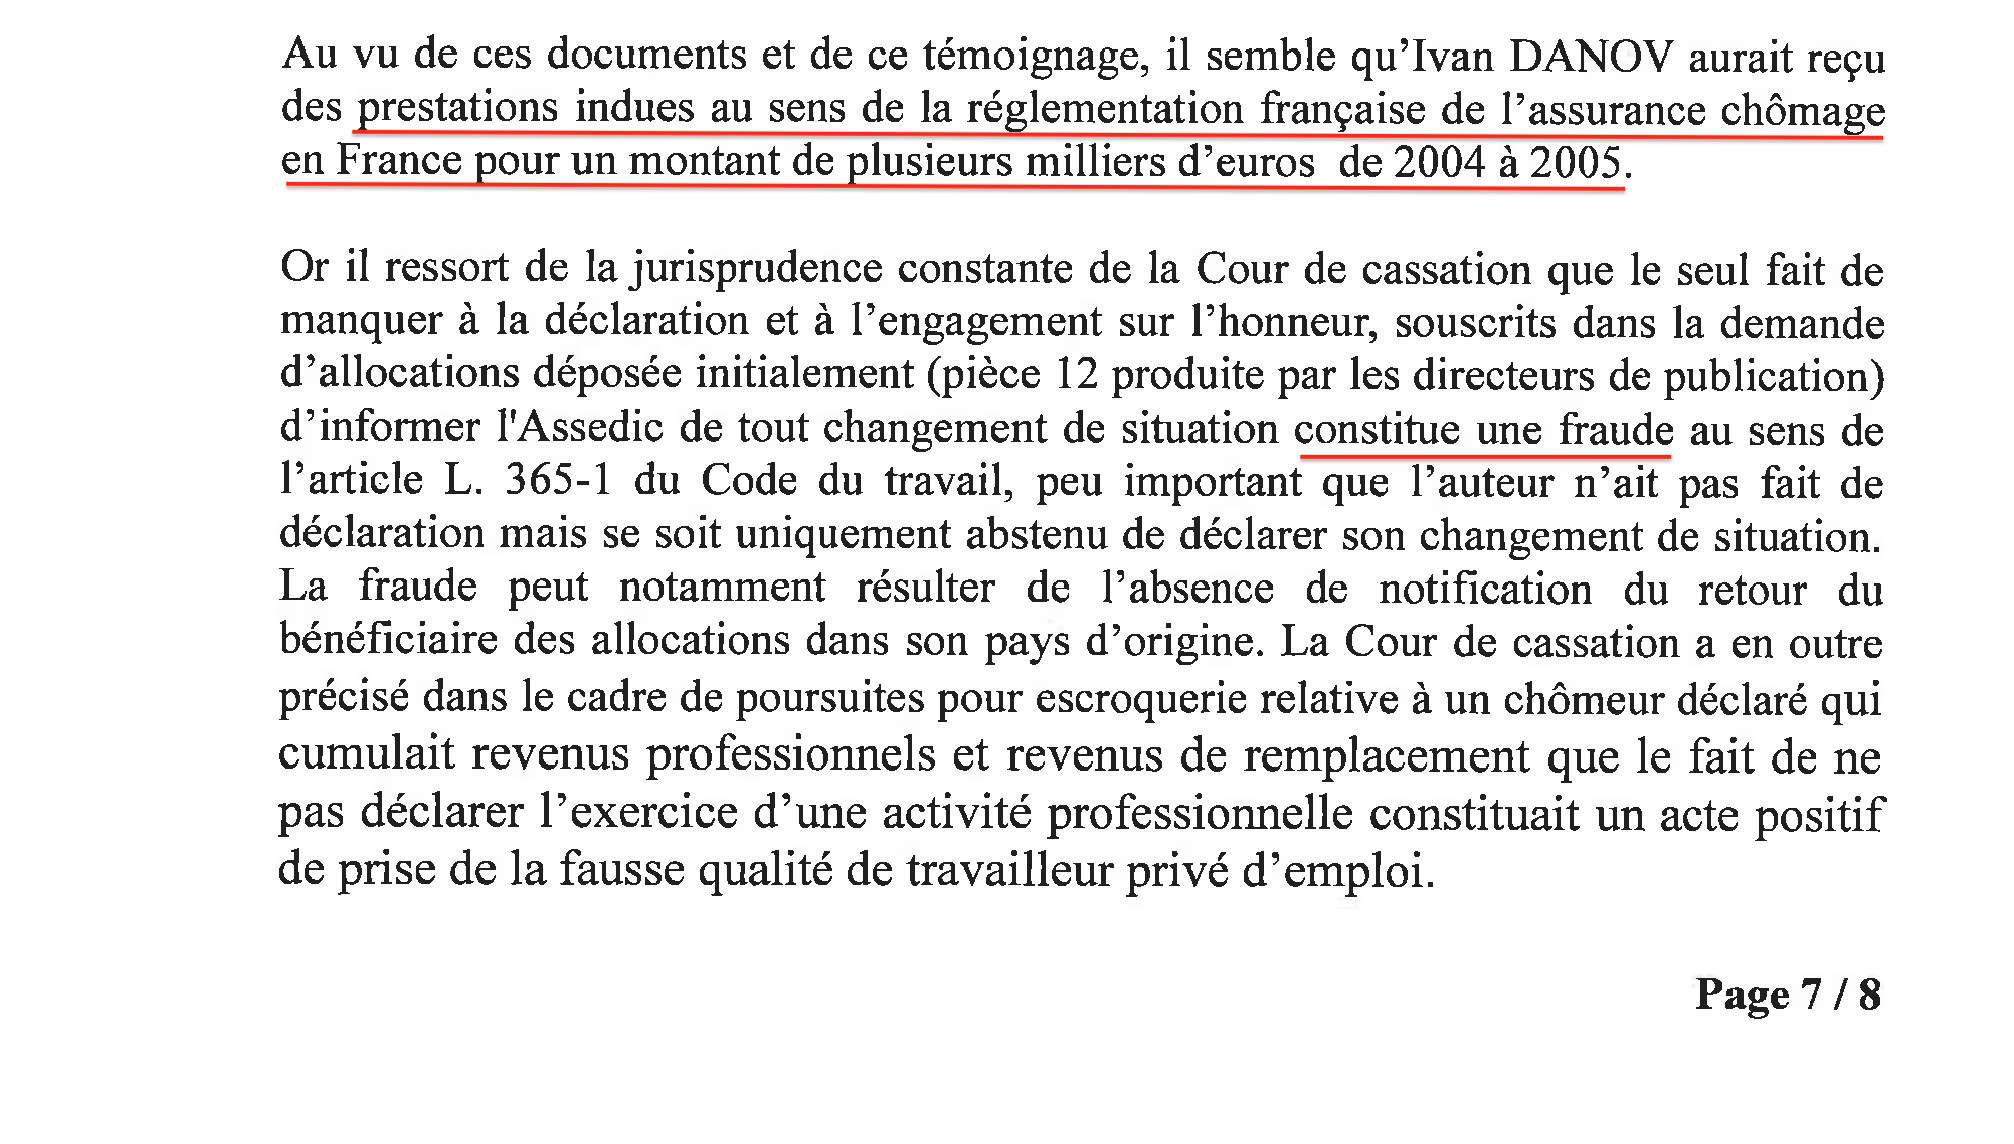 Au vu de ces documents et de ce témoignage, il semble qu’Ivan DANOV aurait reçu
des prestations indues au sens de la réglementation française de l’assurance chômage
en France pour un montant de plusieurs milliers d’euros  de 2004 à 2005.
Or il ressort de la jurisprudence constante de la Cour de cassation que le seul fait de
manquer à la déclaration et à l’engagement sur l’honneur, souscrits dans la demande
d’allocations déposée initialement (pièce 12 produite par les directeurs de publication)
d’informer l'Assedic de tout changement de situation constitue une fraude au sens de
l’article L. 365-1 du Code du travail, peu important que l’auteur n’ait pas fait de
déclaration mais se soit uniquement abstenu de déclarer son changement de situation.
La fraude peut notamment résulter de l’absence de notification du retour du
bénéficiaire des allocations dans son pays d’origine. La Cour de cassation a en outre
précisé dans le cadre de poursuites pour escroquerie relative à un chômeur déclaré qui
cumulait revenus professionnels et revenus de remplacement que le fait de ne
pas déclarer l’exercice d’une activité professionnelle constituait un acte positif
de prise de la fausse qualité de travailleur privé d’emploi.
Page 7 / 8